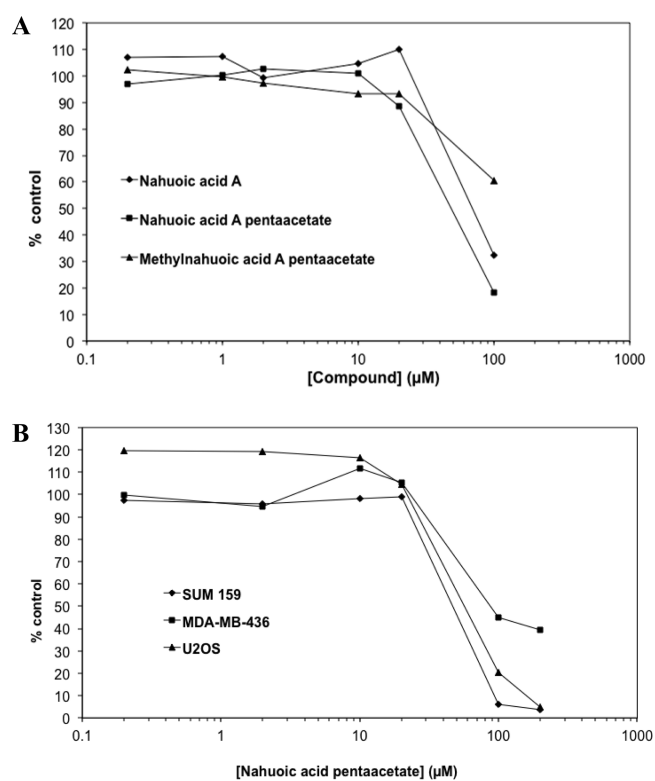 A
120
110
100
90
80
70
60
50
40
30
20
10
0
% control
Nahuoic acid A
Nahuoic acid A pentaacetate
Methylnahuoic acid A pentaacetate
0.1 1 10 100 1000
[Compound] (µM)
B
130
120
110
100
90
80
70
60
50
40
30
20
10
0
% control
SUM 159
MDA-MB-436
U2OS
0.1 1 10 100 1000
[Nahuoic acid pentaacetate] (µM)